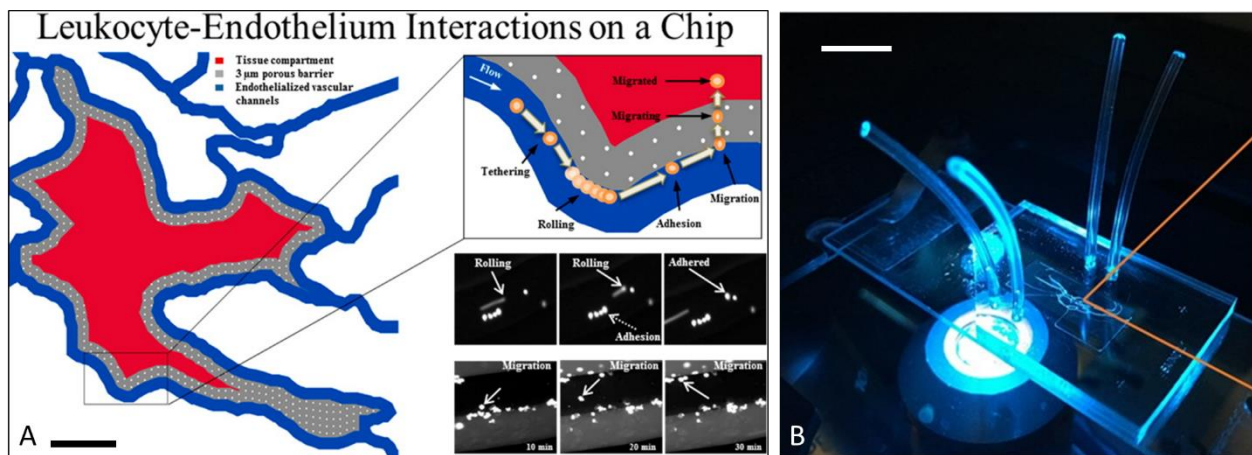 Leukocyte-Endothelium Interactions on a Chip
Tissue compartment
3 µm porous barrier
Endothelialized vascular
channels
Flow
Migrated
Migrating
Tethering
Rolling
Adhesion
Migration
Rolling
Rolling
Adhered
Adhesion
Migration
Migration
Migration
10 min
20 min
30 min
A
B